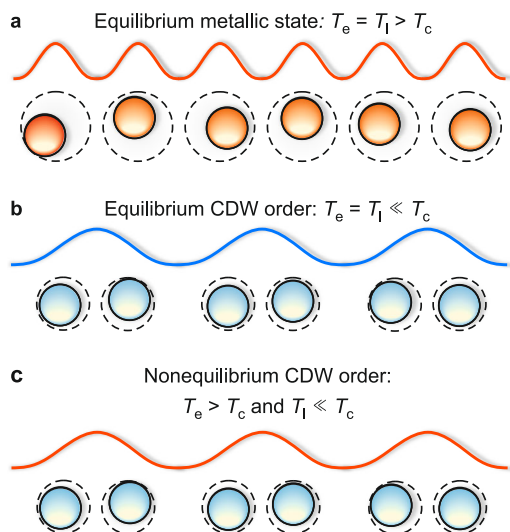 a Equilibrium metallic state: Te = Tl > Tc
b Equilibrium CDW order: Te = Tl ≪ Tc
c Nonequilibrium CDW order:
Te > Tc and Tl ≪ Tc